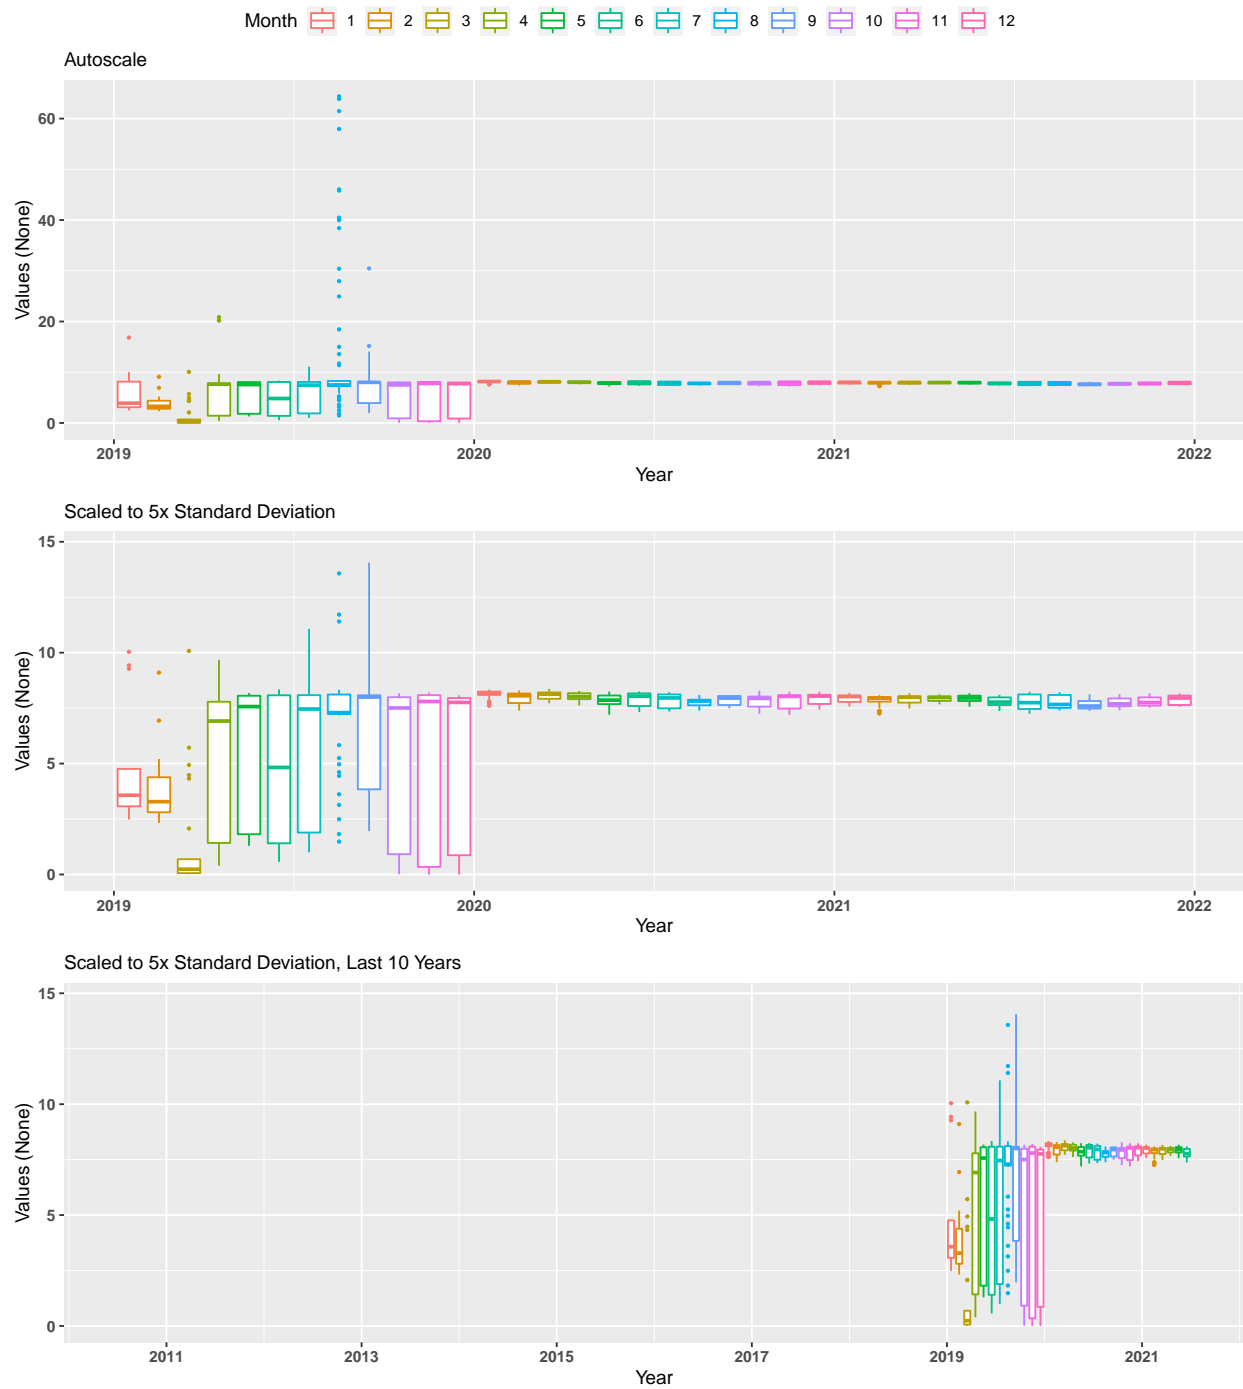 Month 1 2 3 4 5 6 7 8 9 10 11 12
Autoscale
Values (None)
60
40
20
0
2019 2020 2021 2022
Year
Scaled to 5x Standard Deviation
Values (None)
15
10
5
0
2019 2020 2021 2022
Year
Scaled to 5x Standard Deviation, Last 10 Years
Values (None)
15
10
5
0
2011 2013 2015 2017 2019 2021
Year